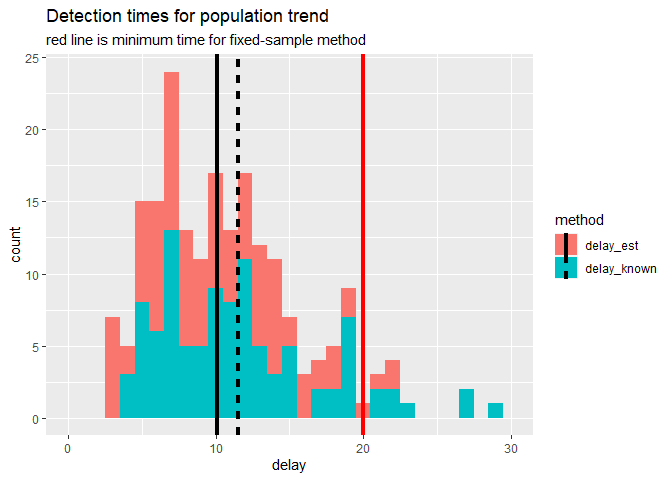 Detection times for population trend
red line is minimum time for fixed-sample method
25
20
15
10
5
0
count
0 10 20 30
delay
method
delay_est
delay_known